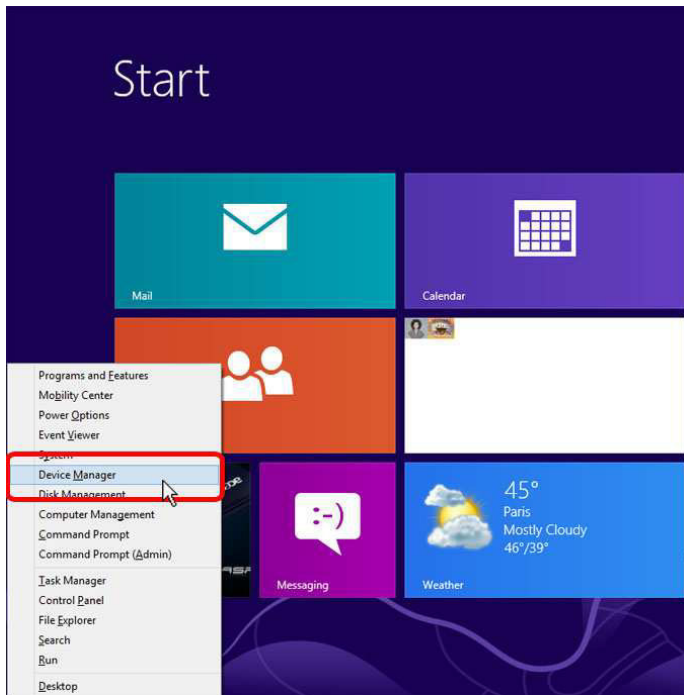 Start
Mail
Calendar
Programs and Features
Mobility Center
Power Options
Event Viewer
System
Device Manager
Disk Management
Computer Management
Command Prompt
Command Prompt (Admin)
Task Manager
Control Panel
File Explorer
Search
Run
Desktop
:-)
Messaging
45°
Paris
Mostly Cloudy
46°/39°
Weather